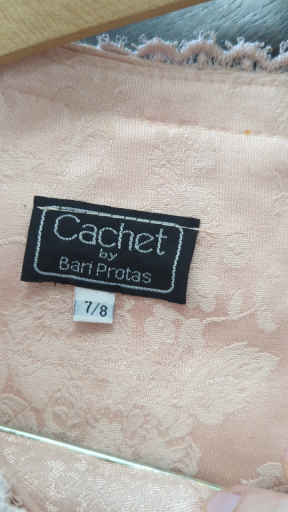 Cachet
by
Bari Protas
7/8